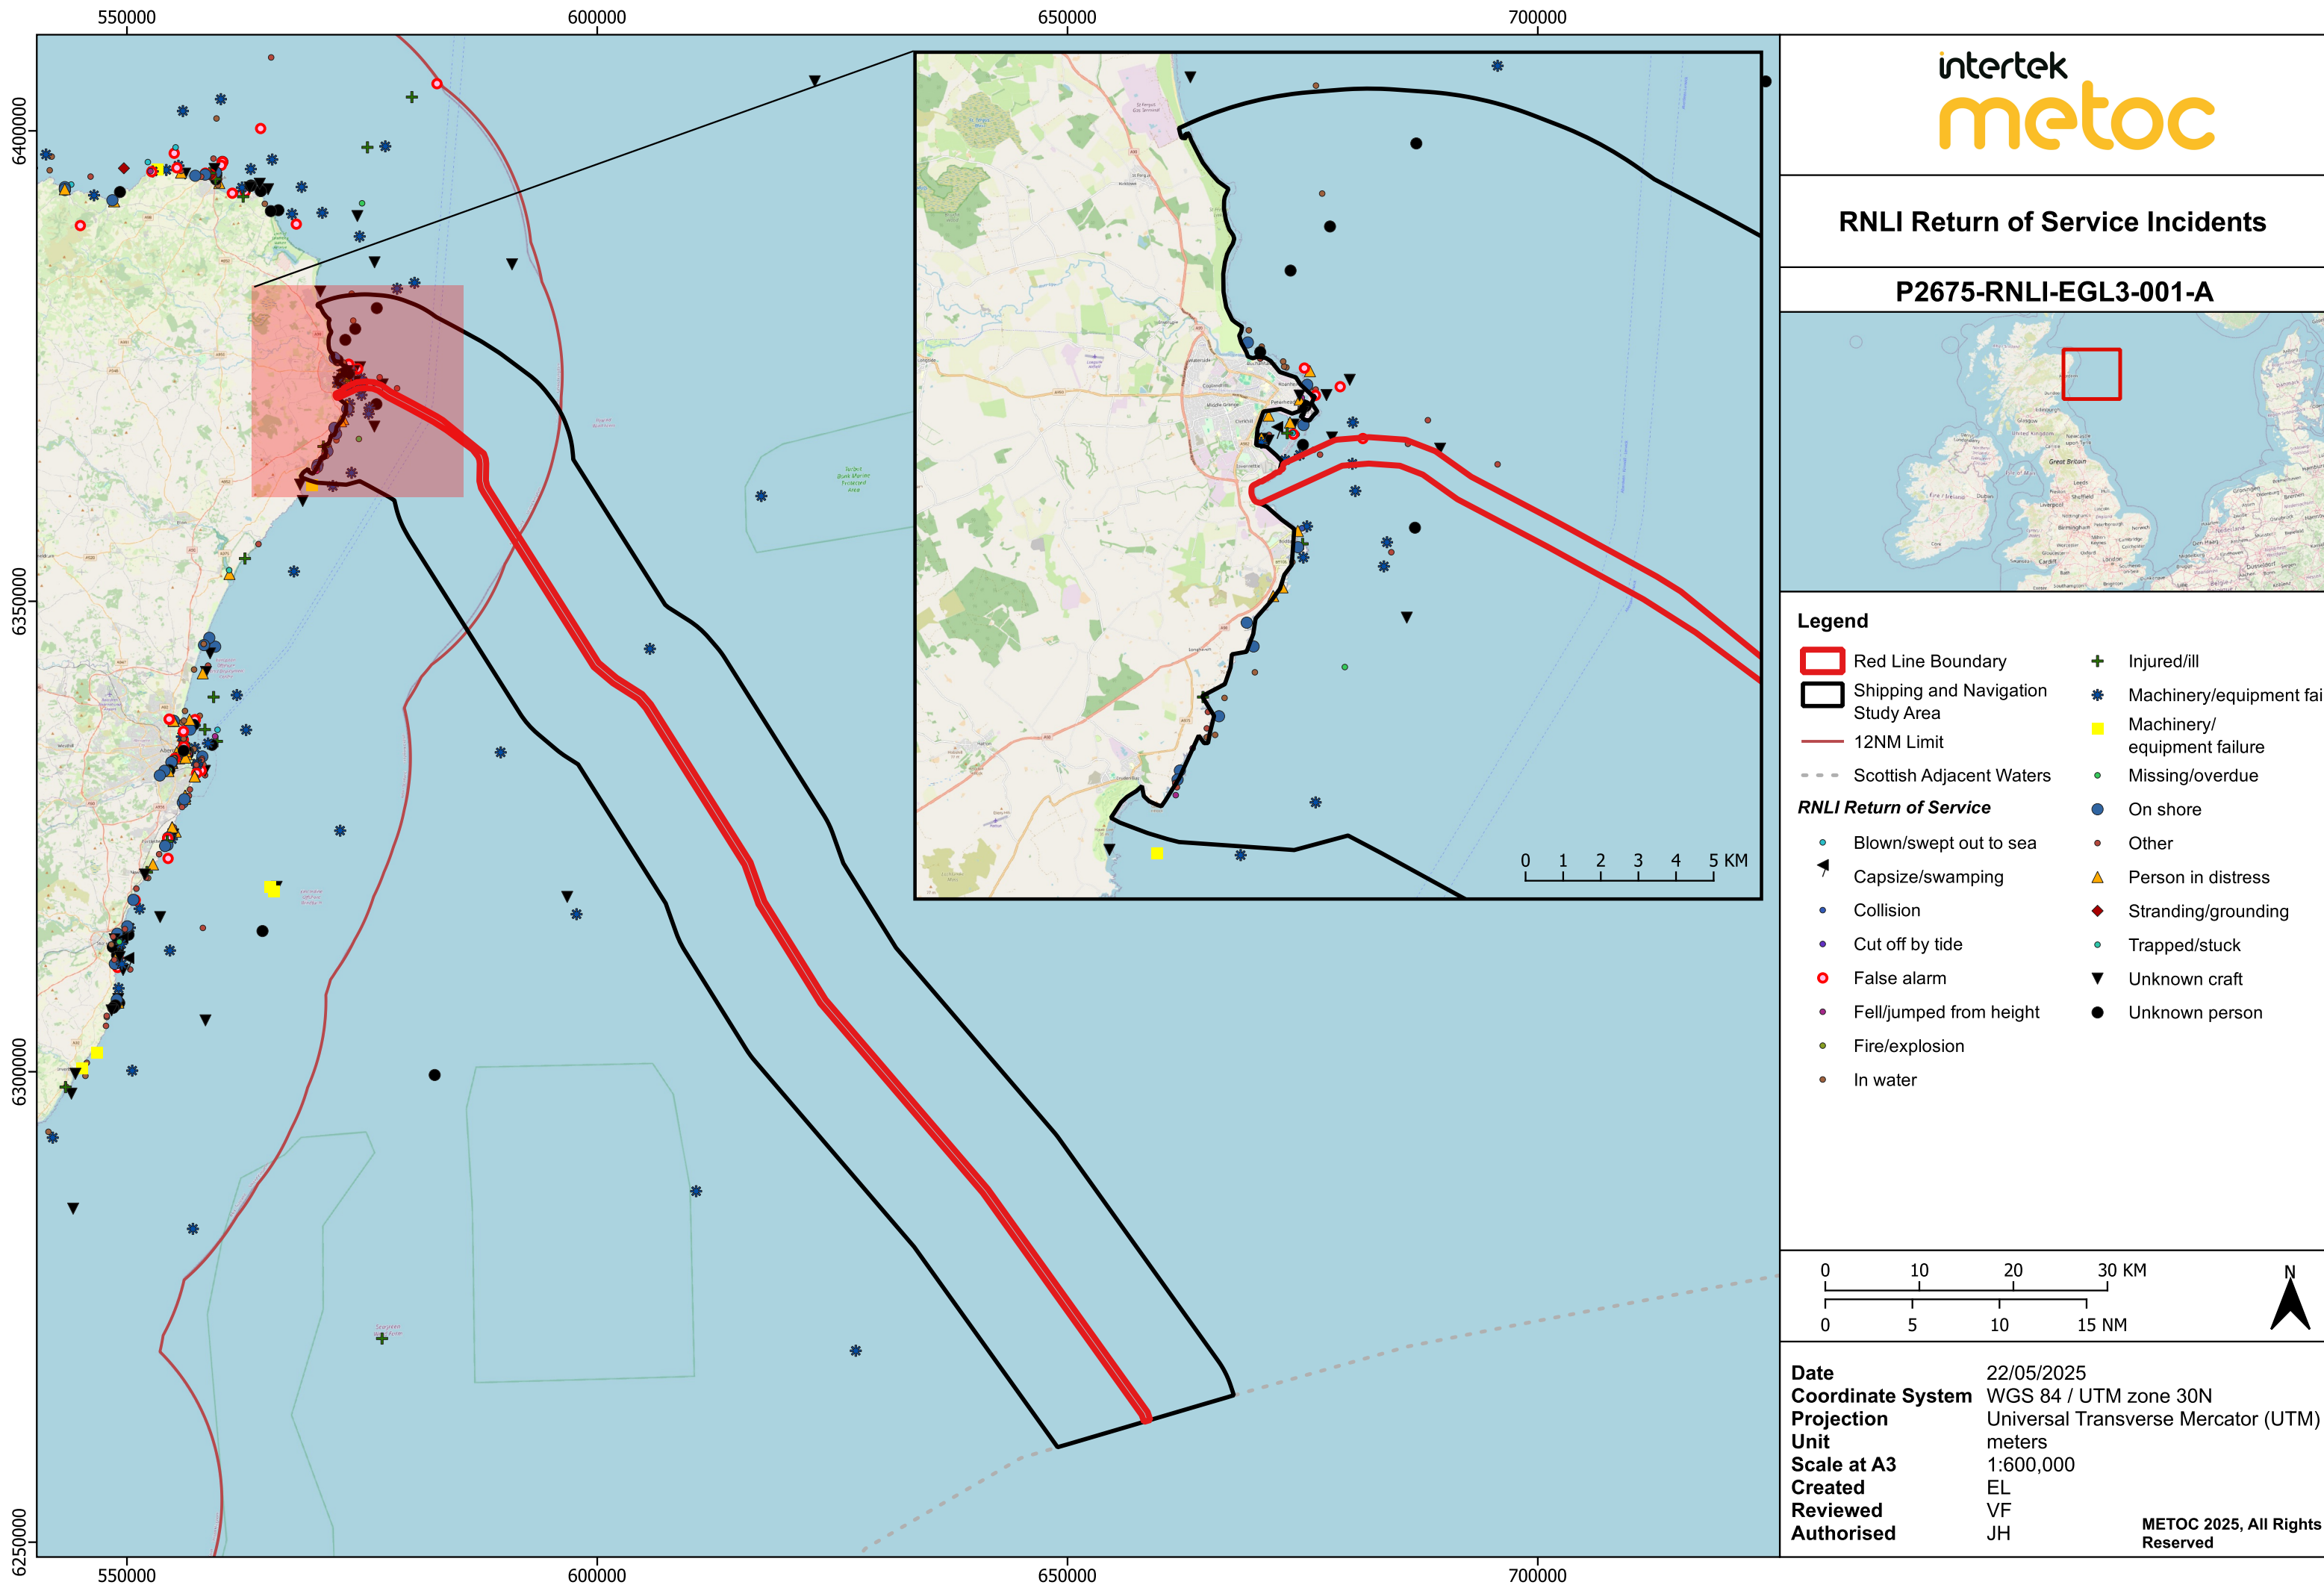 550000
600000
650000
700000
6400000
6350000
6300000
6250000
550000
600000
650000
700000
0 1 2 3 4 5 KM
intertek
metoc
RNLI Return of Service Incidents
P2675-RNLI-EGL3-001-A
Legend
Red Line Boundary
Shipping and Navigation
Study Area
12NM Limit
Scottish Adjacent Waters
RNLI Return of Service
Blown/swept out to sea
Capsize/swamping
Collision
Cut off by tide
False alarm
Fell/jumped from height
Fire/explosion
In water
Injured/ill
Machinery/equipment fai
Machinery/
equipment failure
Missing/overdue
On shore
Other
Person in distress
Stranding/grounding
Trapped/stuck
Unknown craft
Unknown person
0 10 20 30 KM
0 5 10 15 NM
N
Date 22/05/2025
Coordinate System WGS 84 / UTM zone 30N
Projection Universal Transverse Mercator (UTM)
Unit meters
Scale at A3 1:600,000
Created EL
Reviewed VF
Authorised JH
METOC 2025, All Rights
Reserved